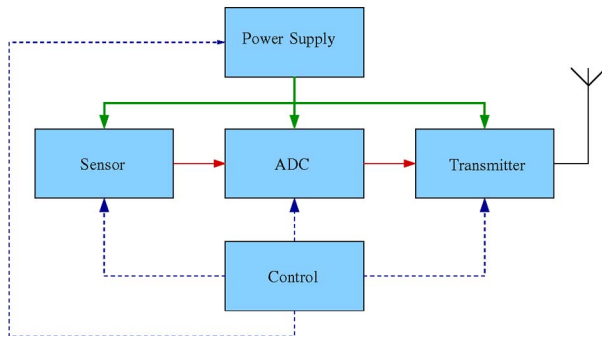 Power Supply
Sensor
ADC
Transmitter
Control